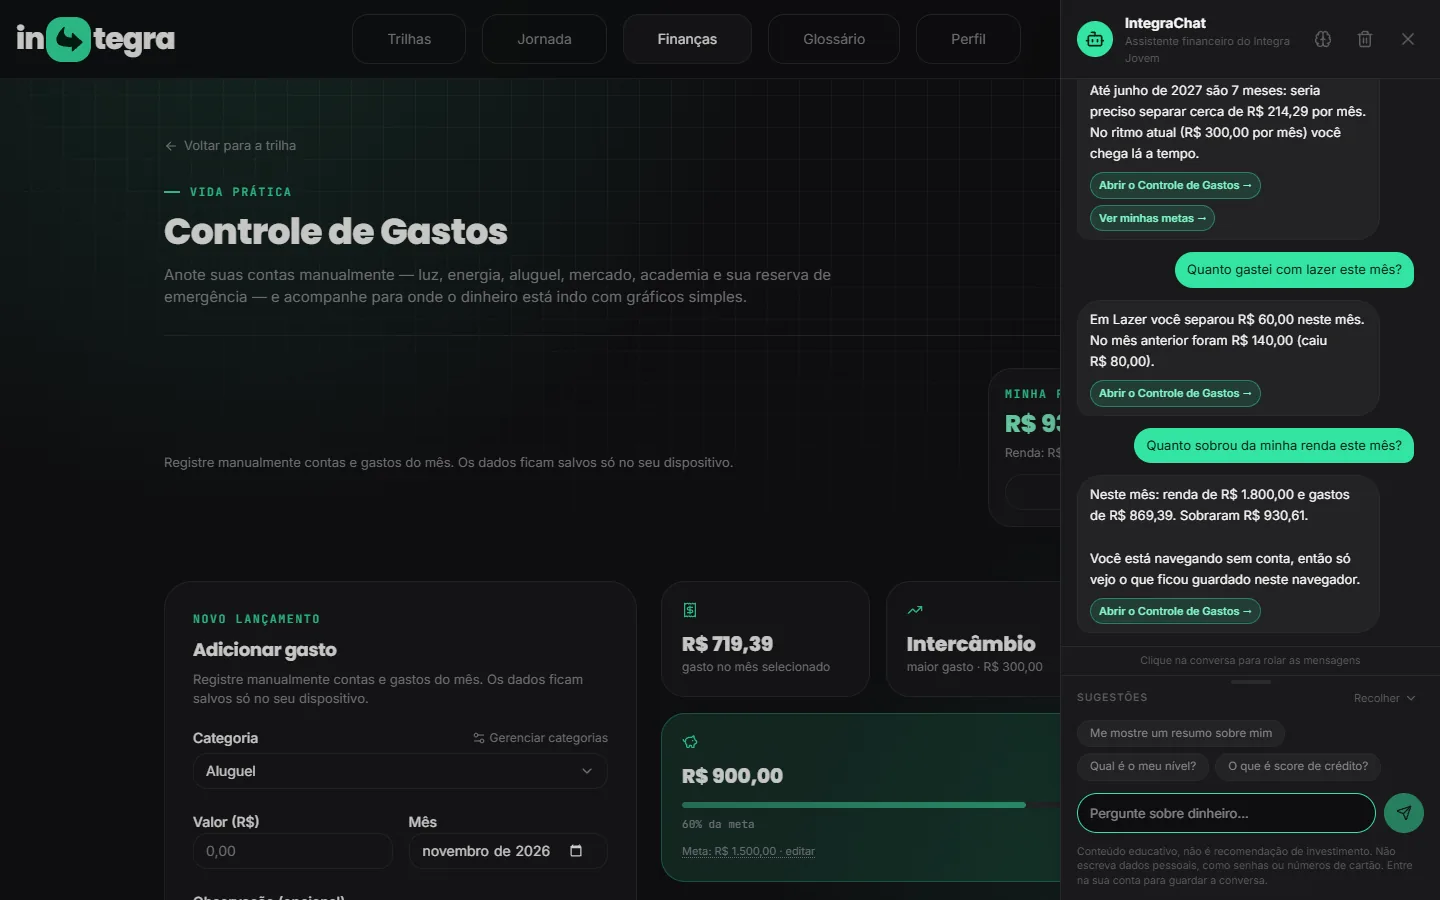 in tegra
Trilhas
Jornada
Finanças
Glossário
Perfil
← Voltar para a trilha
VIDA PRÁTICA
Controle de Gastos
Anote suas contas manualmente — luz, energia, aluguel, mercado, academia e sua reserva de
emergência — e acompanhe para onde o dinheiro está indo com gráficos simples.
Registre manualmente contas e gastos do mês. Os dados ficam salvos só no seu dispositivo.
MINHA
R$ 93
Renda: R$
NOVO LANÇAMENTO
Adicionar gasto
Registre manualmente contas e gastos do mês. Os dados ficam
salvos só no seu dispositivo.
Categoria
Gerenciar categorias
Aluguel
Valor (R$)
Mês
0,00
novembro de 2026
Observação (opcional)
R$ 719,39
gasto no mês selecionado
Intercâmbio
maior gasto · R$ 300,00
R$ 900,00
60% da meta
Meta: R$ 1.500,00 · editar
IntegraChat
Assistente financeiro do Integra
Jovem
Até junho de 2027 são 7 meses: seria
preciso separar cerca de R$ 214,29 por mês.
No ritmo atual (R$ 300,00 por mês) você
chega lá a tempo.
Abrir o Controle de Gastos →
Ver minhas metas →
Quanto gastei com lazer este mês?
Em Lazer você separou R$ 60,00 neste mês.
No mês anterior foram R$ 140,00 (caiu
R$ 80,00).
Abrir o Controle de Gastos →
Quanto sobrou da minha renda este mês?
Neste mês: renda de R$ 1.800,00 e gastos
de R$ 869,39. Sobraram R$ 930,61.
Você está navegando sem conta, então só
vejo o que ficou guardado neste navegador.
Abrir o Controle de Gastos →
Clique na conversa para rolar as mensagens
SUGESTÕES
Recolher
Me mostre um resumo sobre mim
Qual é o meu nível?
O que é score de crédito?
Pergunte sobre dinheiro...
Conteúdo educativo, não é recomendação de investimento. Não
escreva dados pessoais, como senhas ou números de cartão. Entre
na sua conta para guardar a conversa.